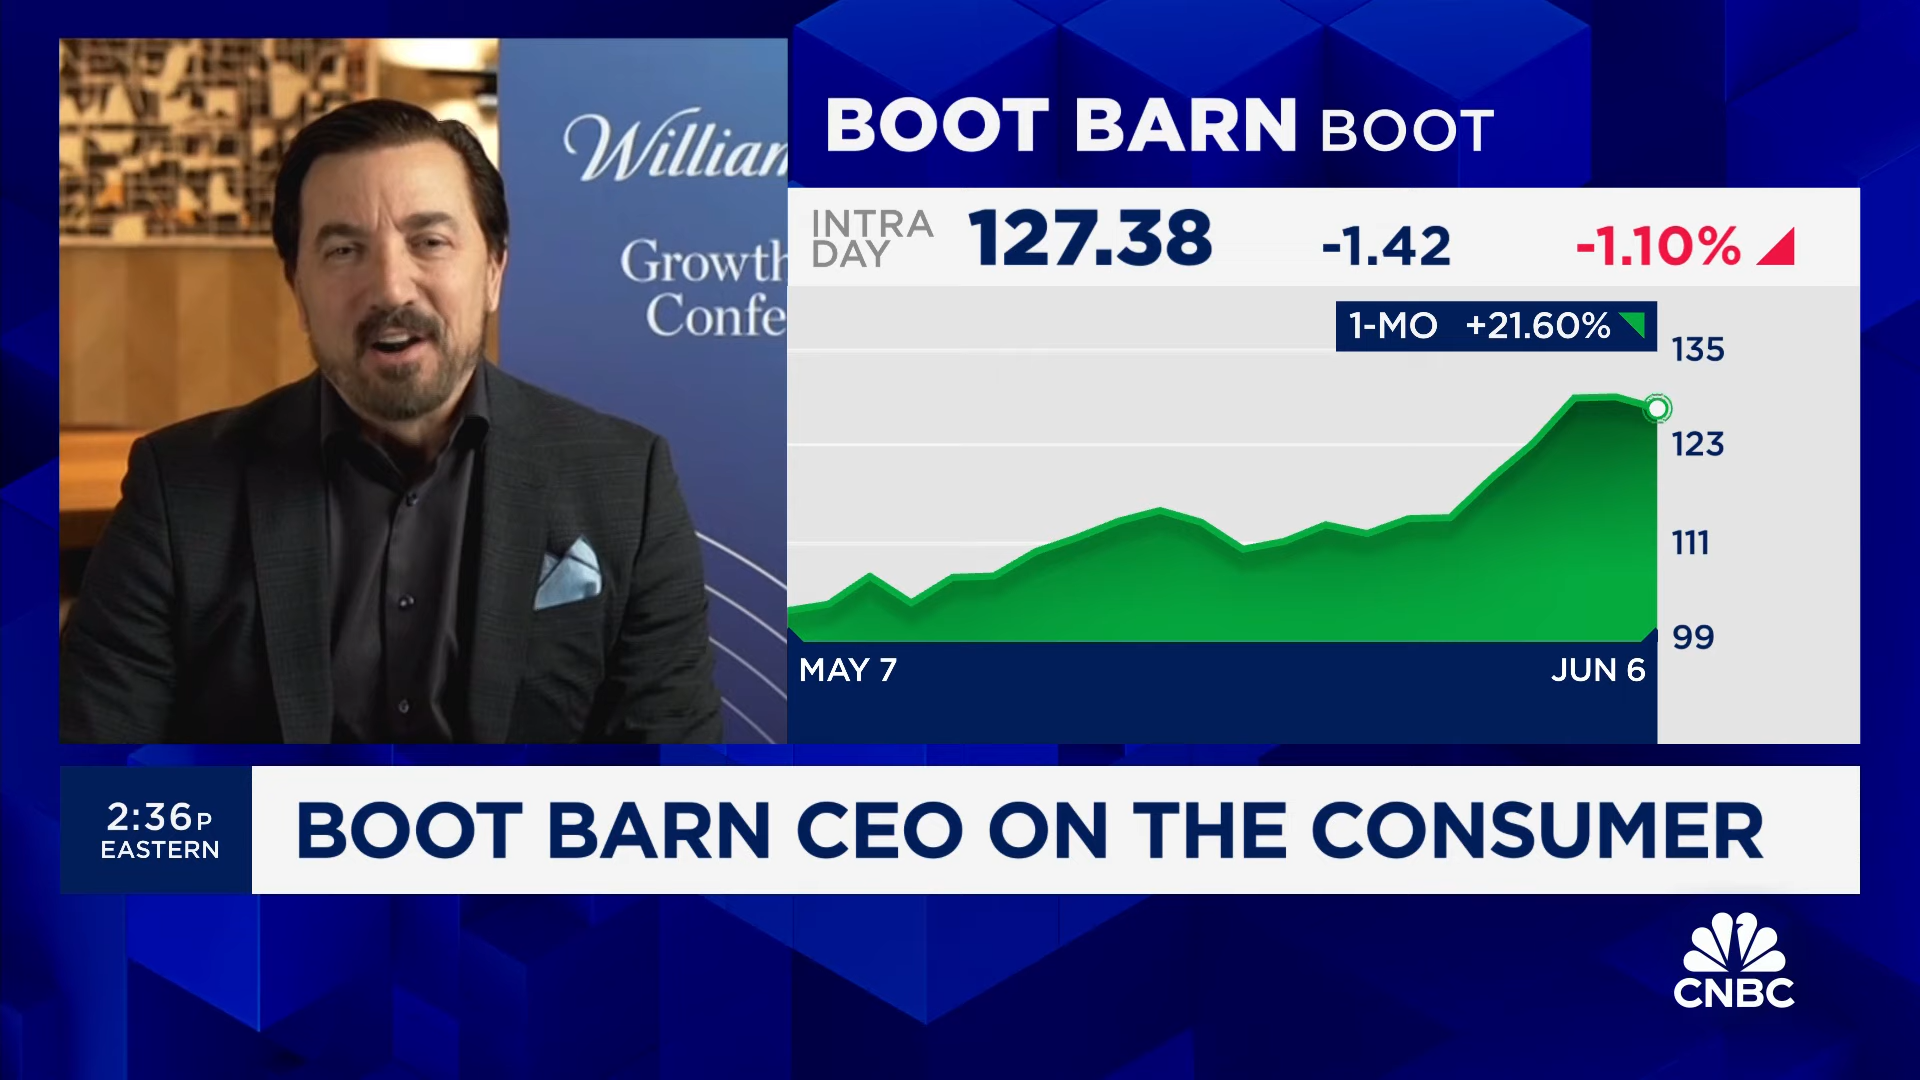 William
Growth
Confe
BOOT BARN BOOT
INTRA
DAY
127.38 -1.42 -1.10%
1-MO +21.60%
135
123
111
99
MAY 7 JUN 6
2:36P
EASTERN
BOOT BARN CEO ON THE CONSUMER
CNBC